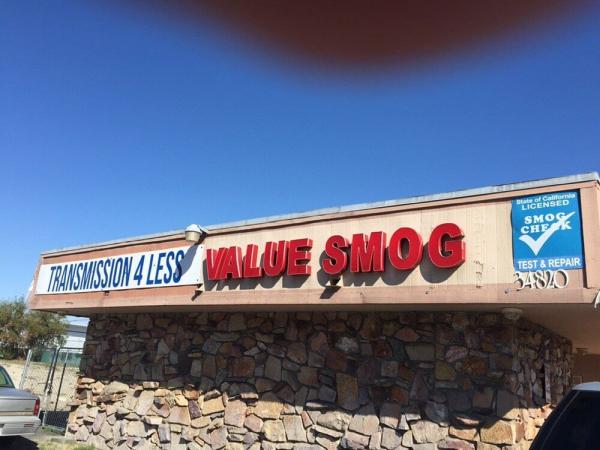 TRANSMISSION 4 LESS
VALUE SMOG
State of California
LICENSED
SMOG
CHECK
TEST & REPAIR
34820